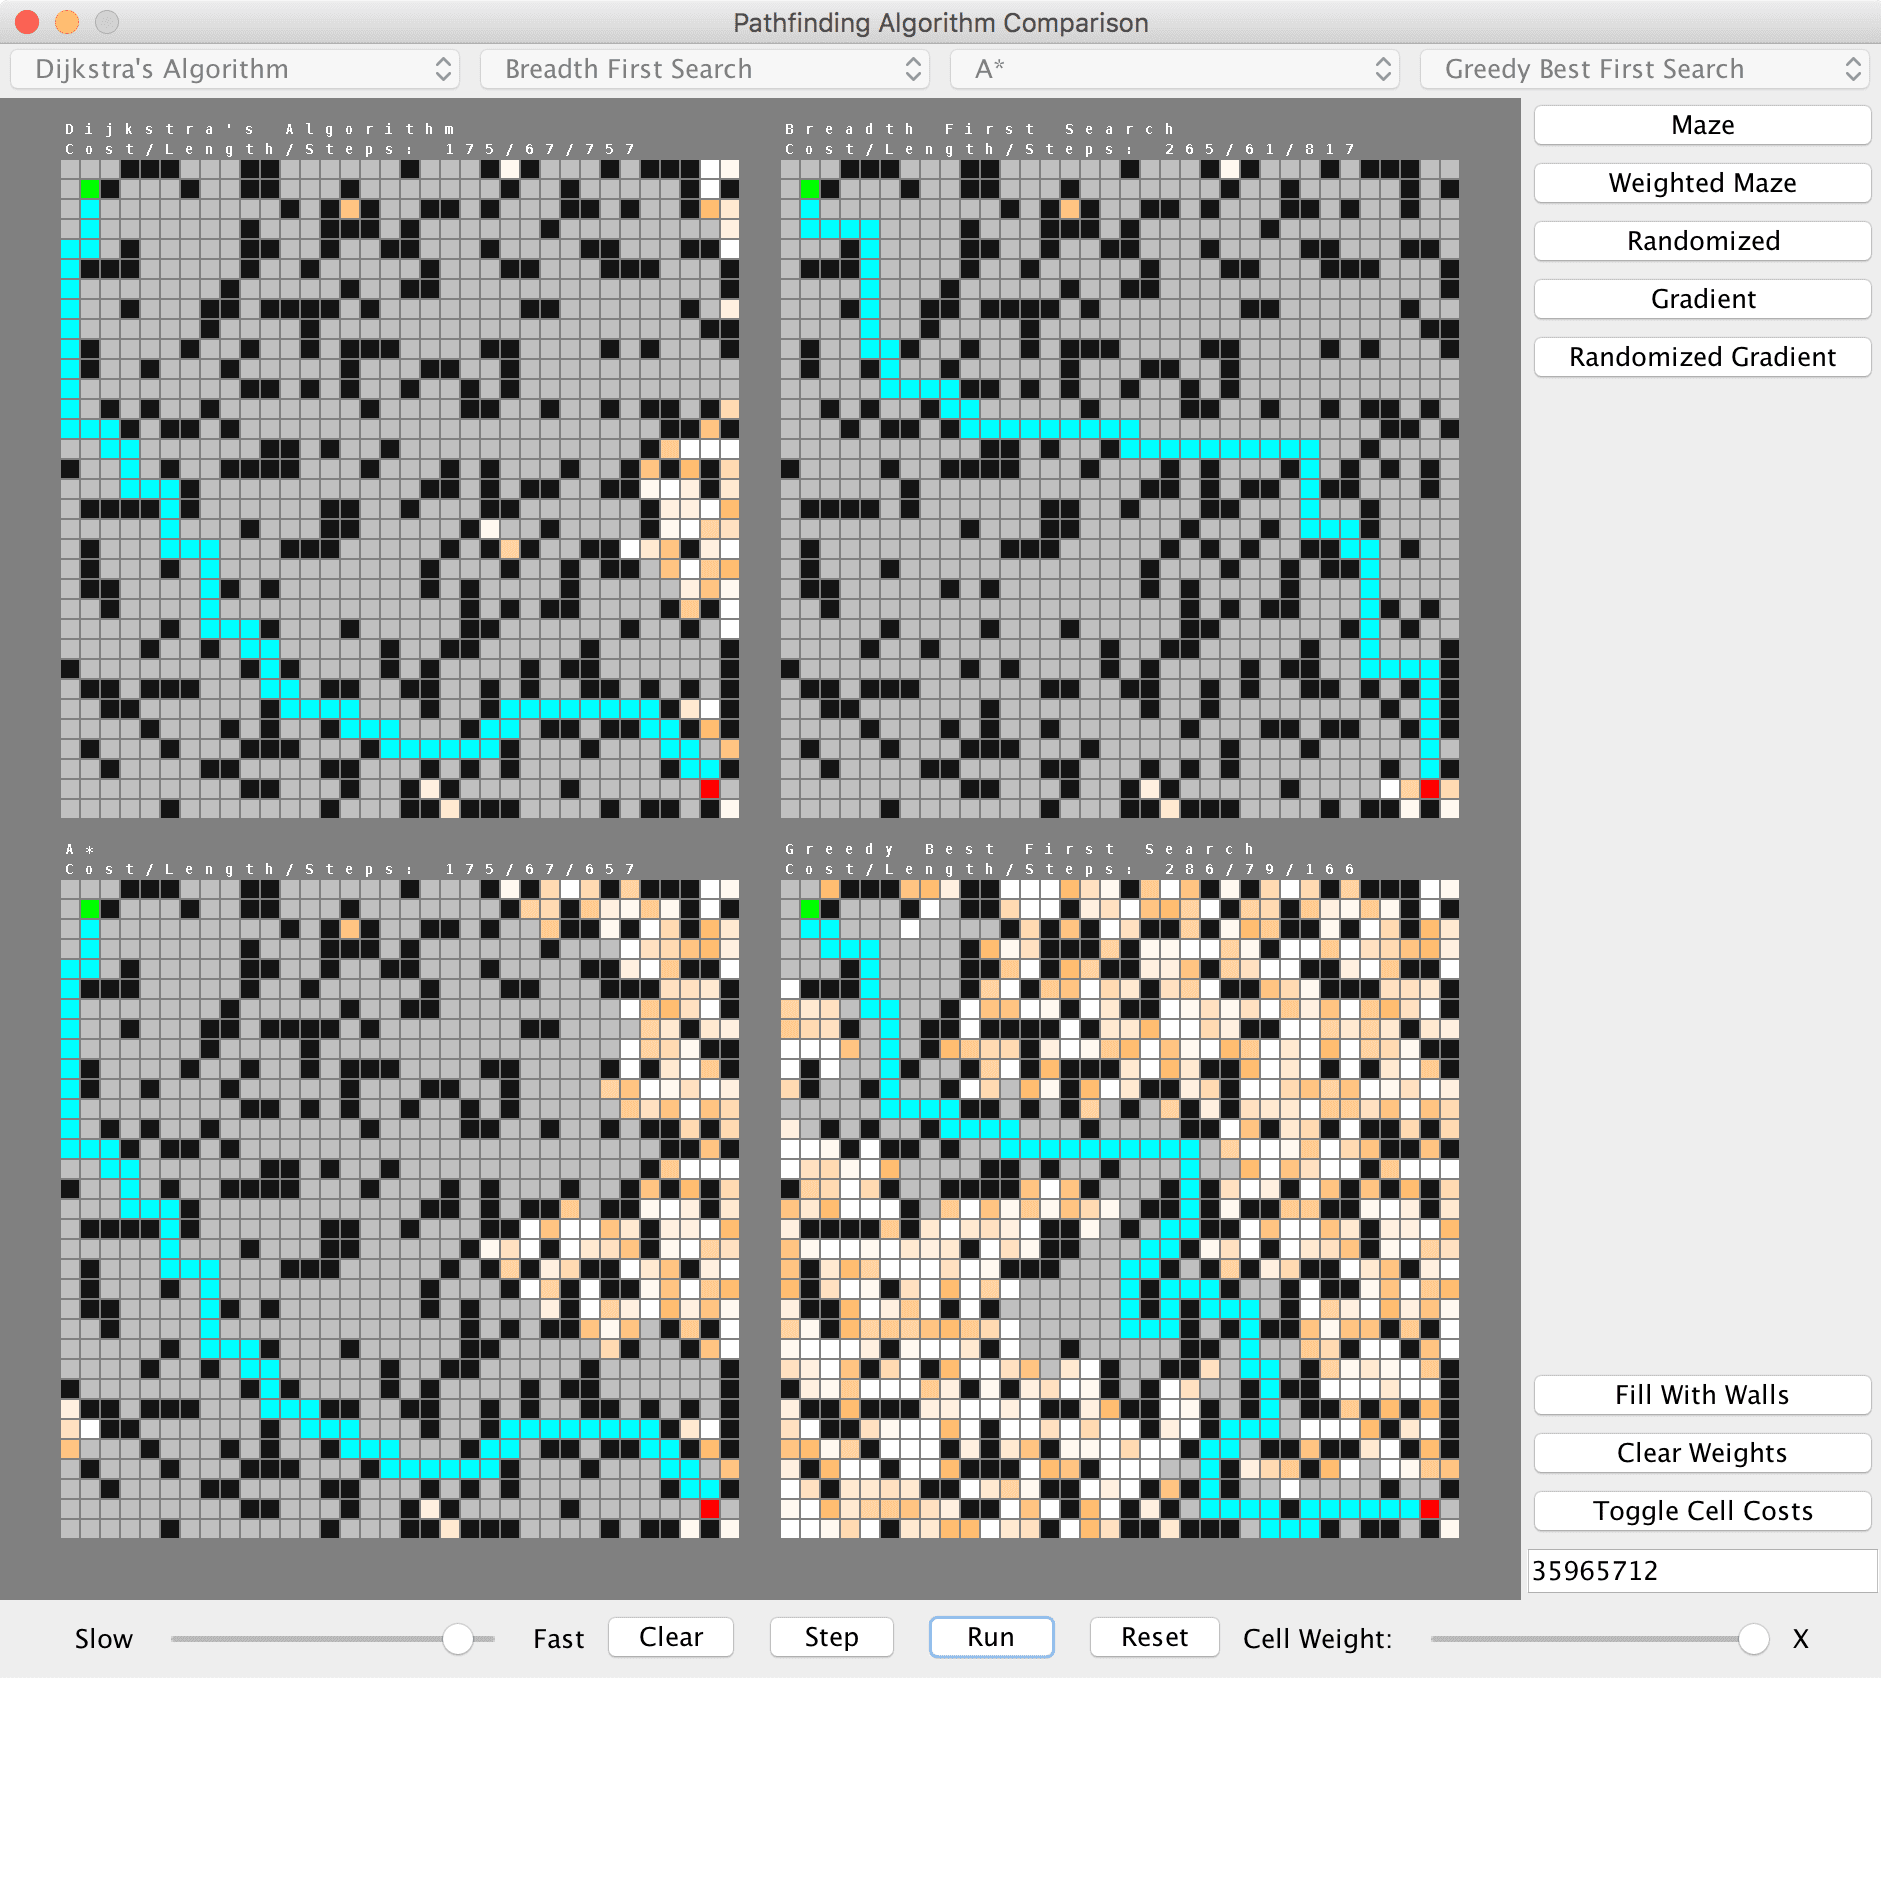 Pathfinding Algorithm Comparison
Dijkstra's Algorithm
Breadth First Search
A*
Greedy Best First Search
Dijkstra's Algorithm
Cost/Length/Steps: 175/67/757
Breadth First Search
Cost/Length/Steps: 265/61/817
A*
Cost/Length/Steps: 175/67/657
Greedy Best First Search
Cost/Length/Steps: 286/79/166
Maze
Weighted Maze
Randomized
Gradient
Randomized Gradient
Fill With Walls
Clear Weights
Toggle Cell Costs
35965712
Slow
Fast
Clear
Step
Run
Reset
Cell Weight:
X